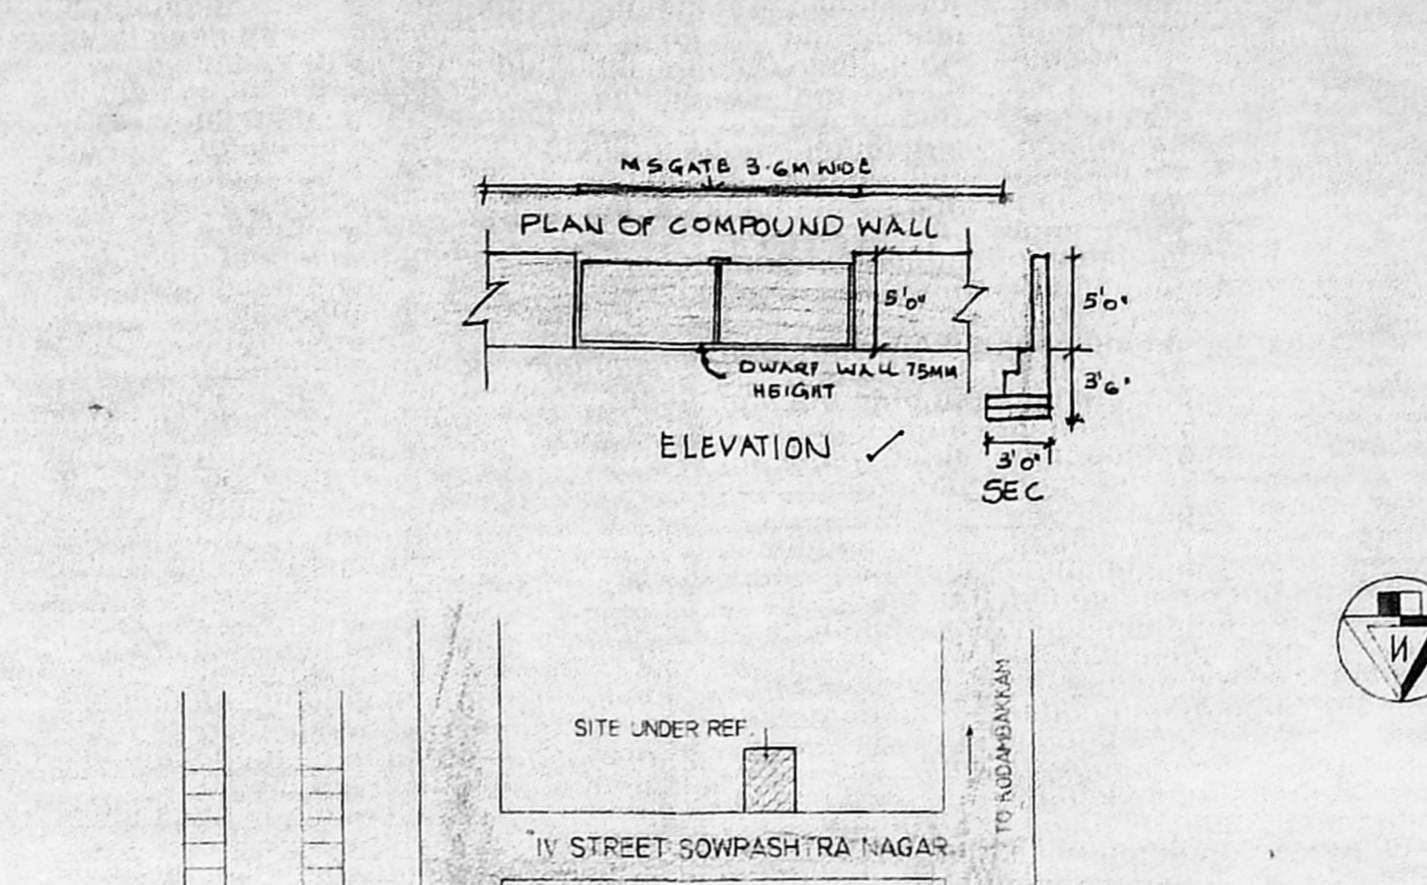 MS GATE 3.6M WIDE
PLAN OF COMPOUND WALL
5'0"
5'0"
DWARF WALL 75MM
HEIGHT
3'6"
ELEVATION
3'0"
SEC
N
SITE UNDER REF.
TO KODAMBAKKAM
IV STREET SOWRASHTRA NAGAR